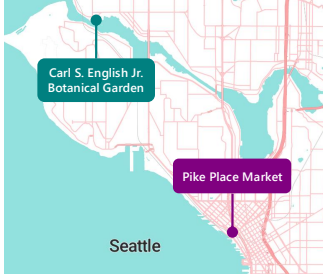 Carl S. English Jr.
Botanical Garden
Pike Place Market
Seattle